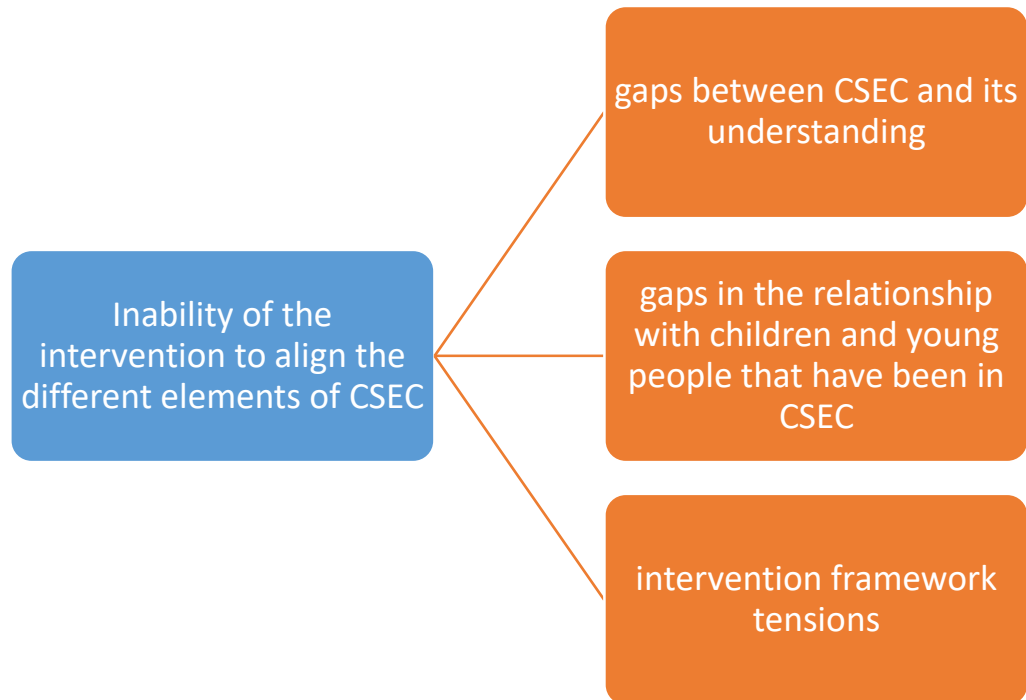 Inability of the
intervention to align the
different elements of CSEC
gaps between CSEC and its
understanding
gaps in the relationship
with children and young
people that have been in
CSEC
intervention framework
tensions